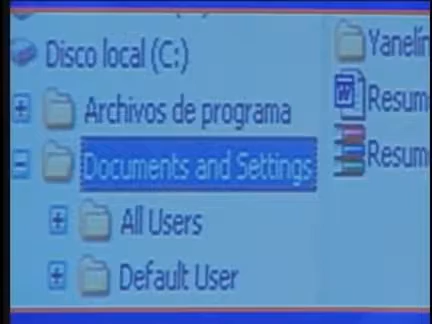 Disco local (C:)
Archivos de programa
Documents and Settings
All Users
Default User